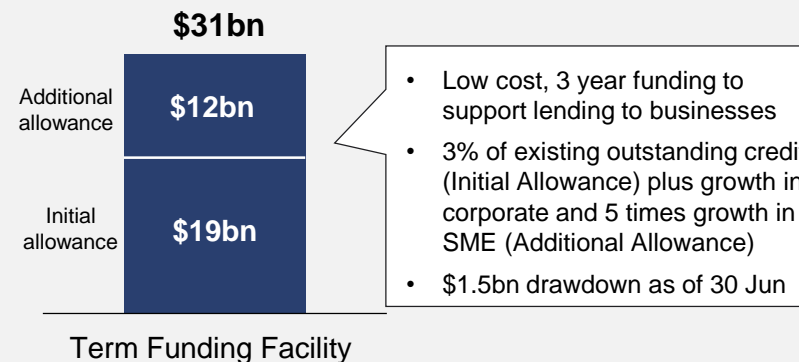 $31bn
Additional
allowance
$12bn
Initial
allowance
$19bn
Term Funding Facility
• Low cost, 3 year funding to
support lending to businesses
• 3% of existing outstanding credi
(Initial Allowance) plus growth in
corporate and 5 times growth in
SME (Additional Allowance)
• $1.5bn drawdown as of 30 Jun